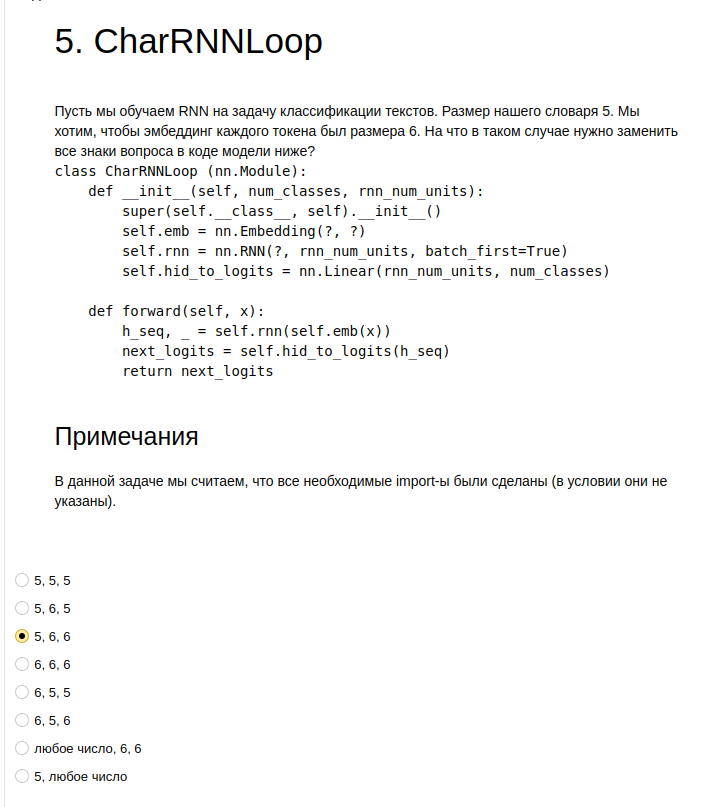 5. CharRNNLoop
Пусть мы обучаем RNN на задачу классификации текстов. Размер нашего словаря 5. Мы
хотим, чтобы эмбеддинг каждого токена был размера 6. На что в таком случае нужно заменить
все знаки вопроса в коде модели ниже?
class CharRNNLoop (nn.Module):
    def __init__(self, num_classes, rnn_num_units):
        super(self.__class__, self).__init__()
        self.emb = nn.Embedding(?, ?)
        self.rnn = nn.RNN(?, rnn_num_units, batch_first=True)
        self.hid_to_logits = nn.Linear(rnn_num_units, num_classes)
    def forward(self, x):
        h_seq, _ = self.rnn(self.emb(x))
        next_logits = self.hid_to_logits(h_seq)
        return next_logits
Примечания
В данной задаче мы считаем, что все необходимые import-ы были сделаны (в условии они не
указаны).
5, 5, 5
5, 6, 5
5, 6, 6
6, 6, 6
6, 5, 5
6, 5, 6
любое число, 6, 6
5, любое число